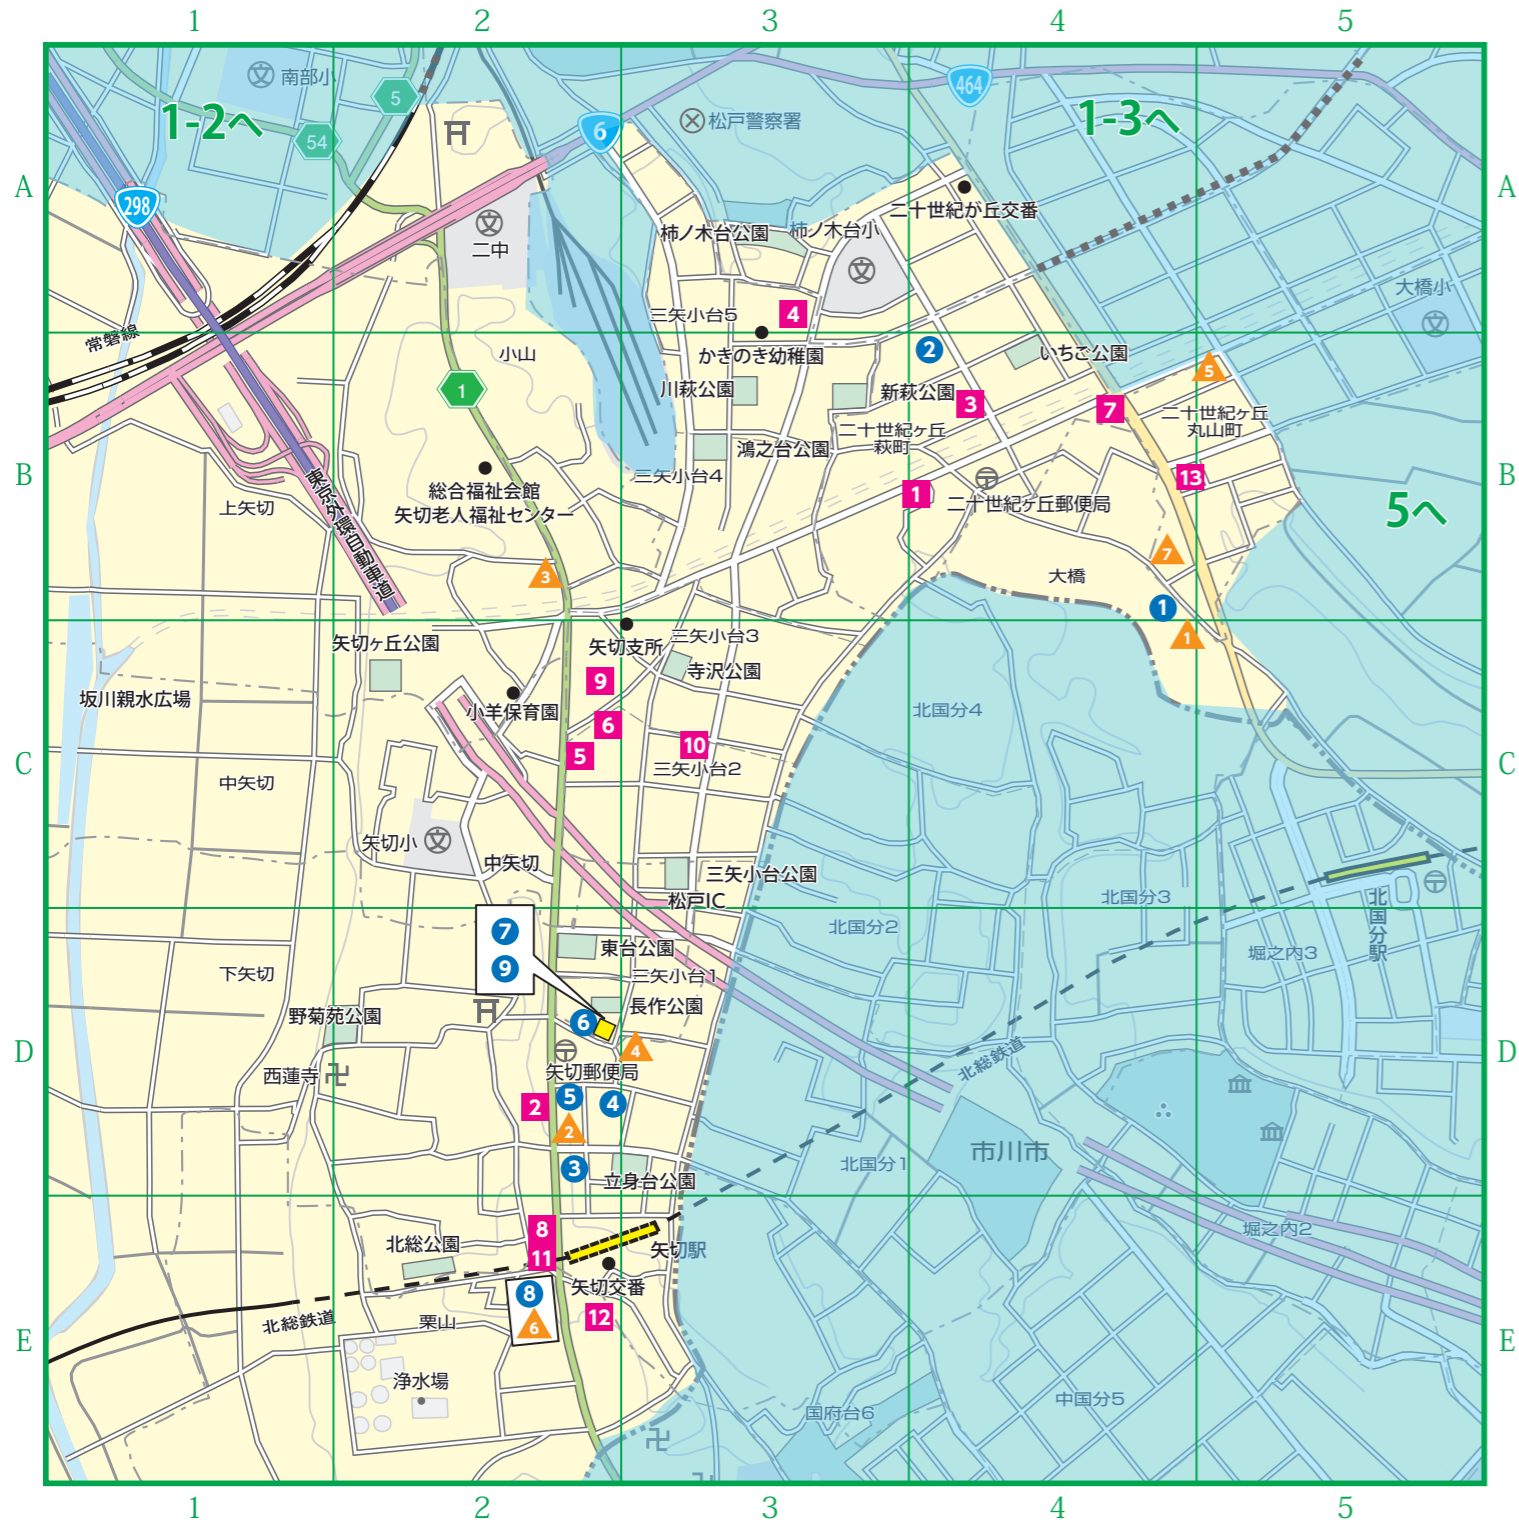 1 2 3 4 5
A
A
南部小
5
464
1-2へ
1-3へ
6
松戸警察署
54
298
二十世紀が丘交番
柿ノ木台公園
柿ノ木台小
二中
大橋小
三矢小台5
4
常磐線
かきのき幼稚園
小山
2
いちご公園
5
1
川萩公園
新萩公園
3
7
二十世紀ヶ丘
丸山町
二十世紀ヶ丘
萩町
鴻之台公園
B
B
三矢小台4
13
総合福祉会館
矢切老人福祉センター
上矢切
東京外環自動車道
1
二十世紀ヶ丘郵便局
5へ
7
3
大橋
1
1
矢切支所
三矢小台3
矢切ヶ丘公園
寺沢公園
9
坂川親水広場
小羊保育園
北国分4
6
5
10
三矢小台2
C
C
中矢切
矢切小
中矢切
三矢小台公園
松戸IC
北国分3
北国分駅
7
9
北国分2
東台公園
堀之内3
下矢切
三矢小台1
長作公園
野菊苑公園
6
4
D
D
矢切郵便局
北総鉄道
西蓮寺
5
4
2
2
市川市
3
北国分1
立身台公園
8
11
北総公園
矢切駅
堀之内2
矢切交番
8
6
12
北総鉄道
栗山
E
E
浄水場
中国分5
国府台6
1 2 3 4 5